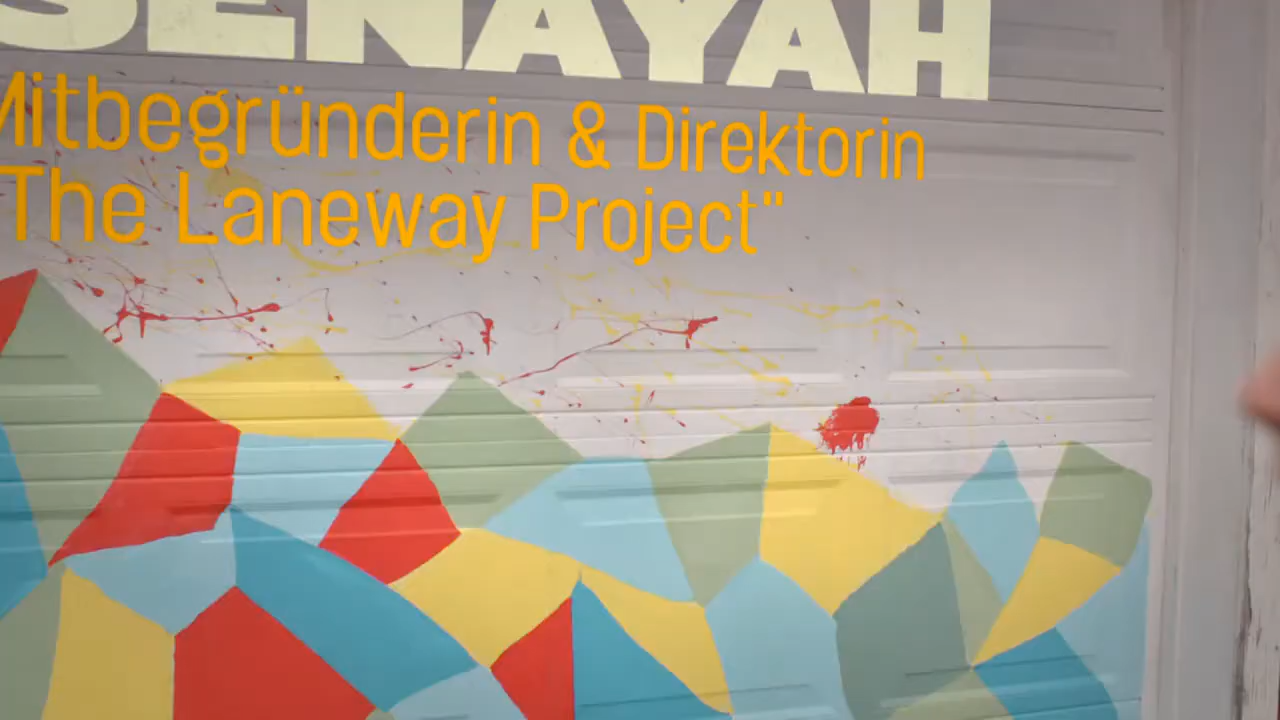 SENAYAH
Mitbegründerin & Direktorin
The Laneway Project"